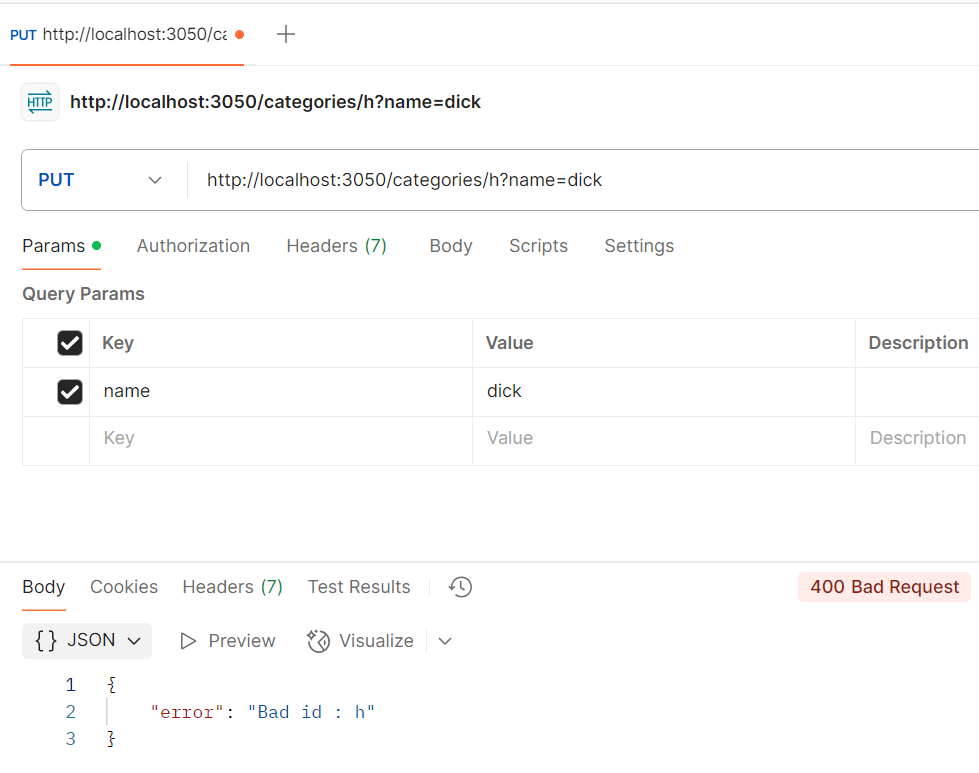 PUT http://localhost:3050/ca
HTTP http://localhost:3050/categories/h?name=dick
PUT http://localhost:3050/categories/h?name=dick
Params Authorization Headers (7) Body Scripts Settings
Query Params
Key Value Description
name dick
Key Value Description
Body Cookies Headers (7) Test Results 400 Bad Request
{} JSON Preview Visualize
1 {
2 "error": "Bad id : h"
3 }